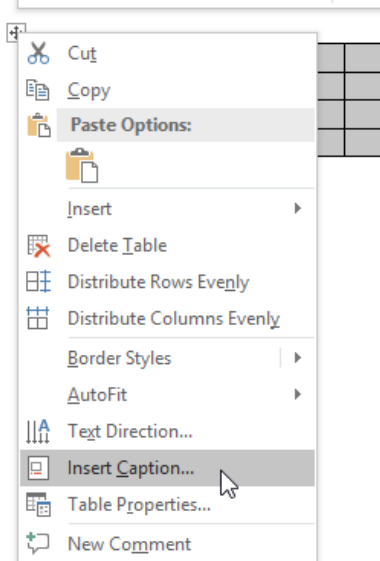 Cut
Copy
Paste Options:
Insert
Delete Table
Distribute Rows Evenly
Distribute Columns Evenly
Border Styles
AutoFit
Text Direction...
Insert Caption...
Table Properties...
New Comment